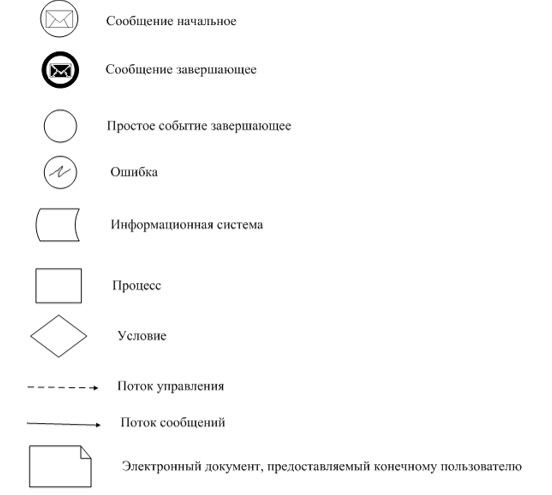 Сообщение начальное
Сообщение завершающее
Простое событие завершающее
Ошибка
Информационная система
Процесс
Условие
Поток управления
Поток сообщений
Электронный документ, предоставляемый конечному пользователю